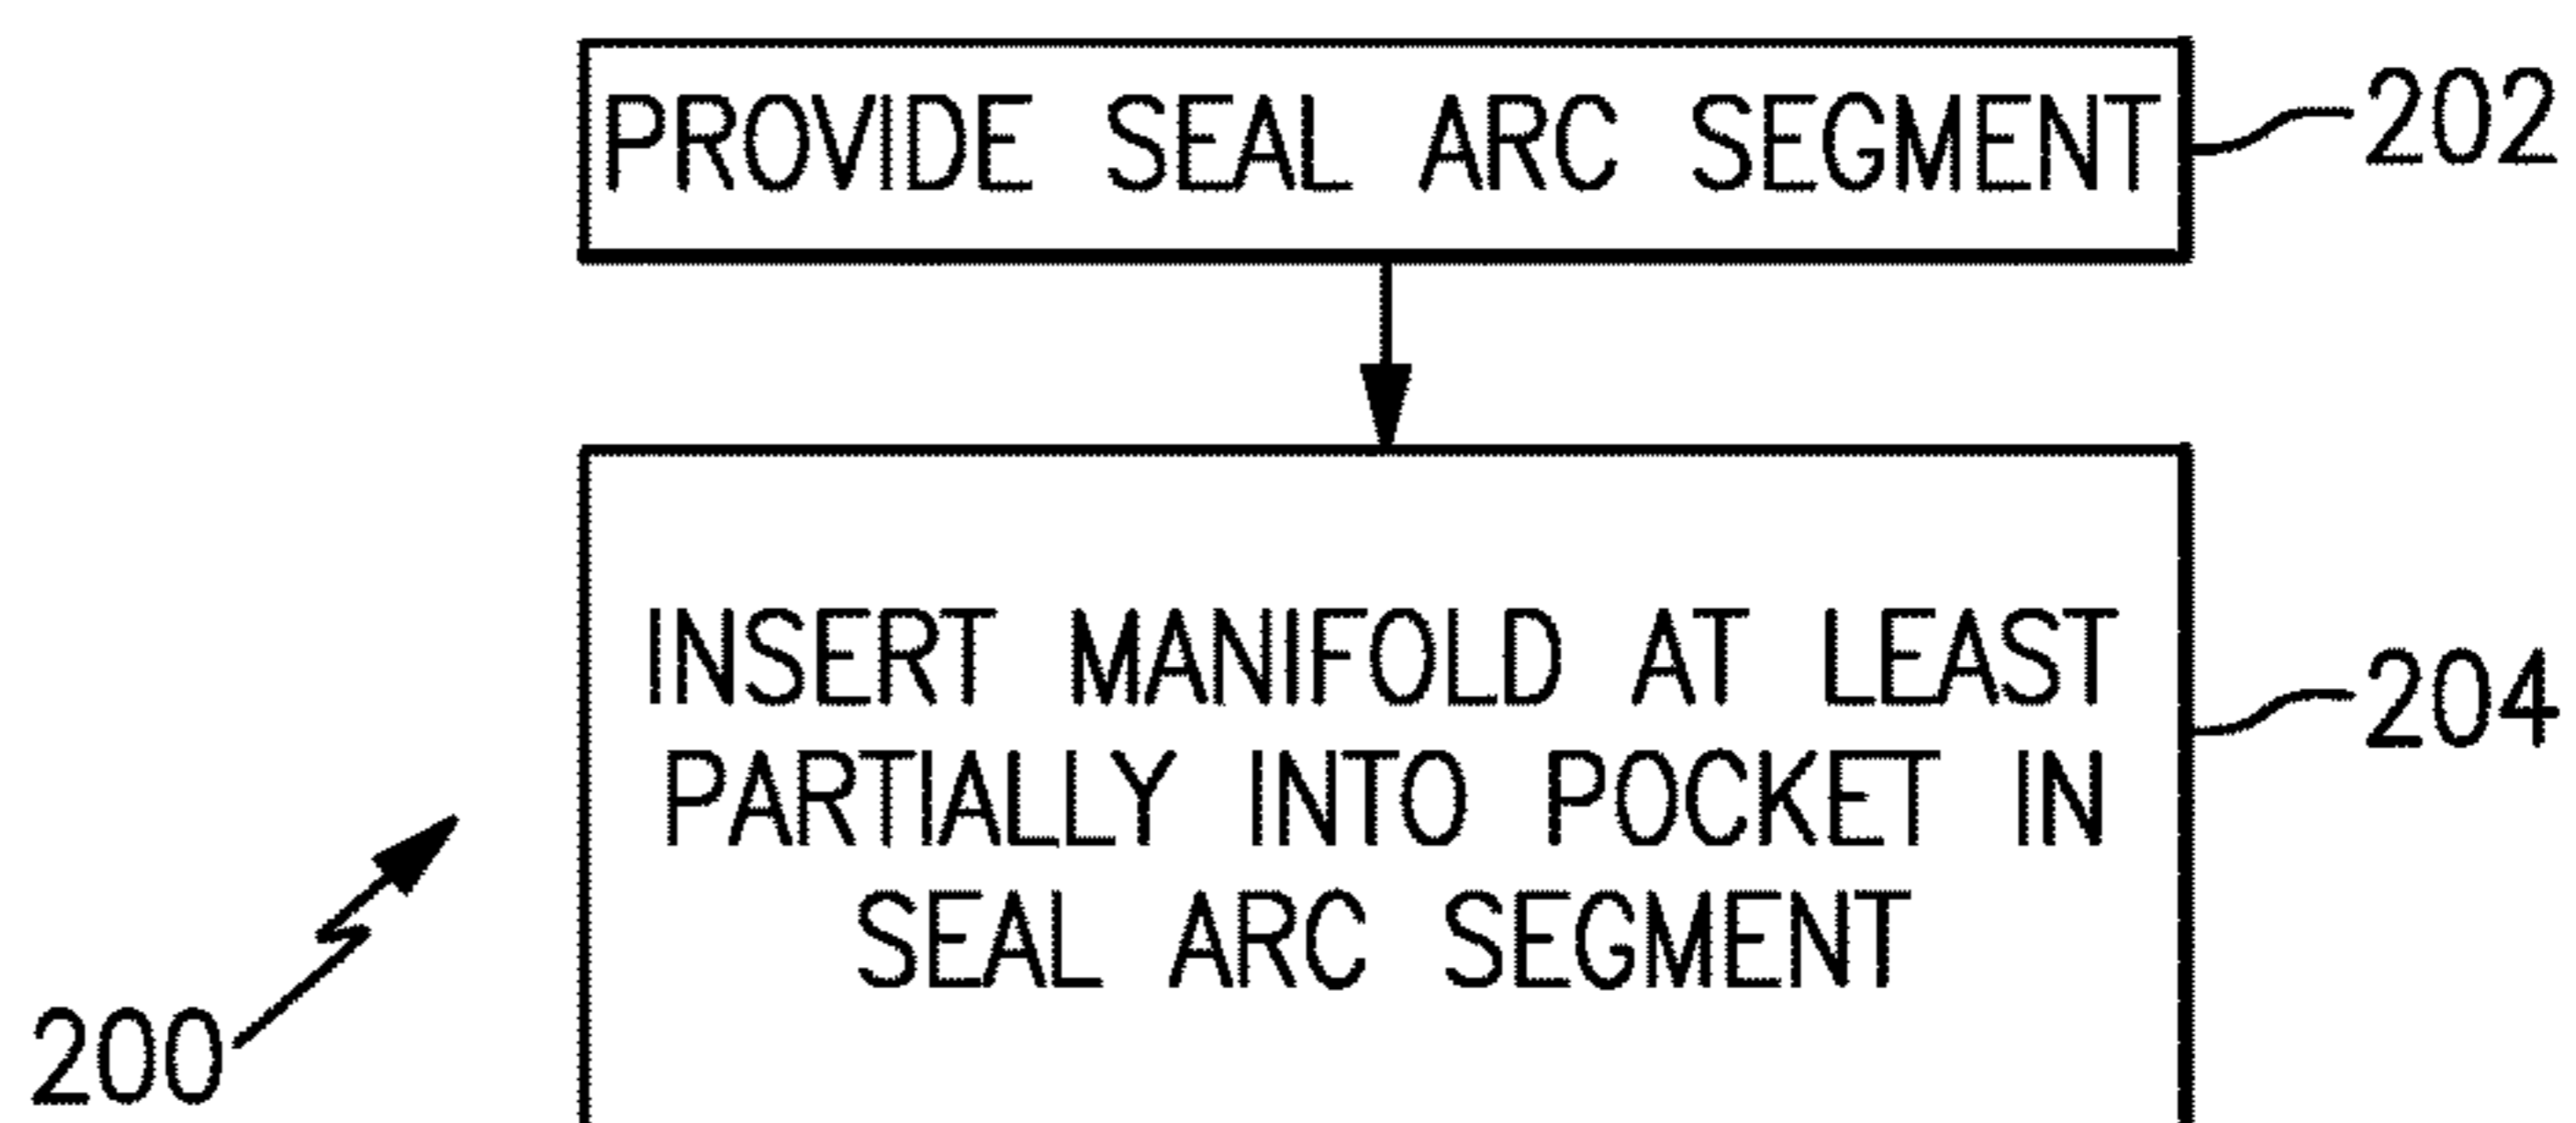 PROVIDE SEAL ARC SEGMENT
202
INSERT MANIFOLD AT LEAST
PARTIALLY INTO POCKET IN
SEAL ARC SEGMENT
204
200